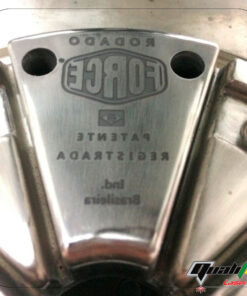 RODADO
FORCE
PATENTE
REGISTRADA
Ind.
Brasileira